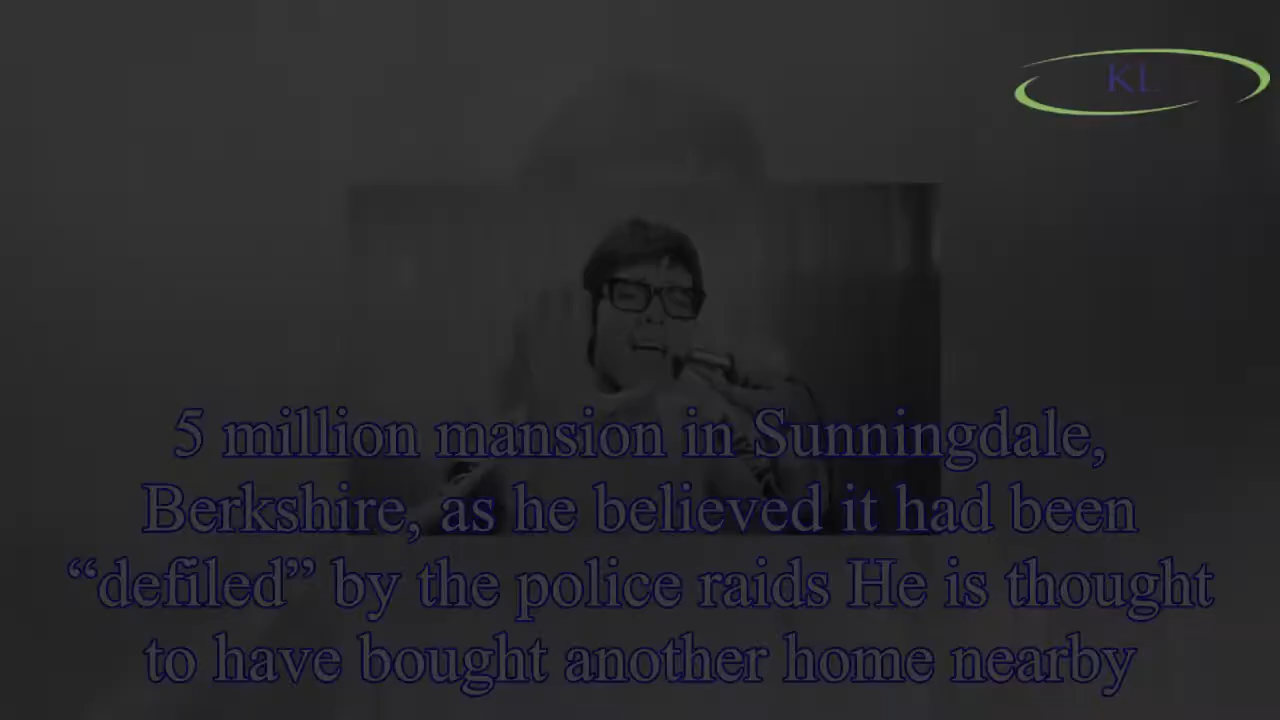 KL
5 million mansion in Sunningdale,
Berkshire, as he believed it had been
“defiled” by the police raids He is thought
to have bought another home nearby